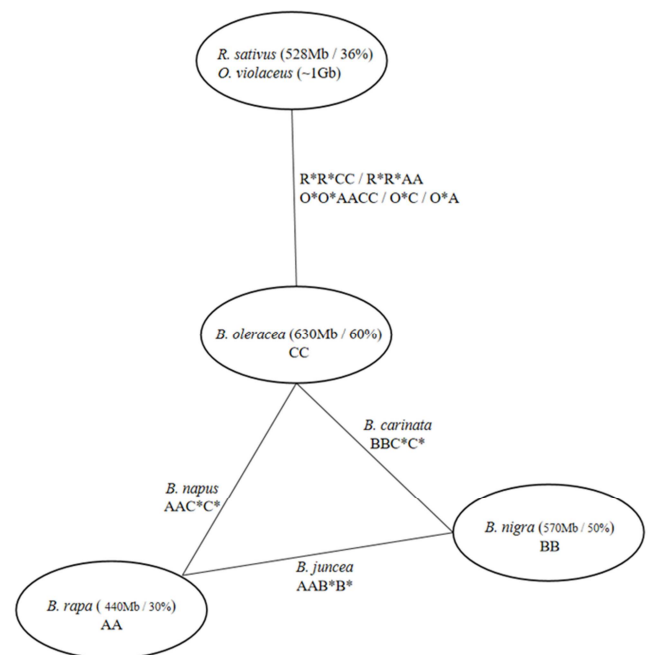 R. sativus (528Mb / 36%)
O. violaceus (~1Gb)
R*R*CC / R*R*AA
O*O*AACC / O*C / O*A
B. oleracea (630Mb / 60%)
CC
B. carinata
BBC*C*
B. napus
AAC*C*
B. nigra (570Mb / 50%)
BB
B. juncea
AAB*B*
B. rapa ( 440Mb / 30%)
AA